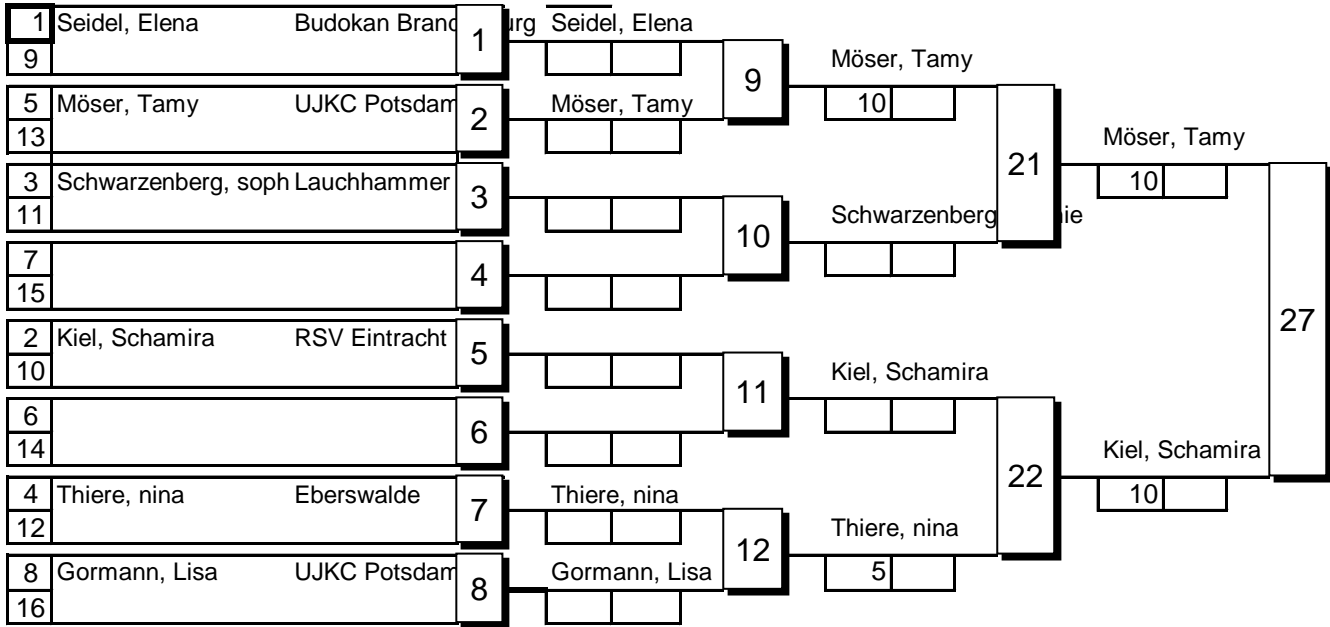 1 Seidel, Elena Budokan Brand urg 1 Seidel, Elena
9 9 Möser, Tamy
5 Möser, Tamy UJKC Potsdam 2 Möser, Tamy 10
13 21 Möser, Tamy
3 Schwarzenberg, soph Lauchhammer 3 10
11 10 Schwarzenberg ie
7 4
15 27
2 Kiel, Schamira RSV Eintracht 5
10 11 Kiel, Schamira
6 6
14 22 Kiel, Schamira
4 Thiere, nina Eberswalde 7 Thiere, nina 10
12 12 Thiere, nina
8 Gormann, Lisa UJKC Potsdam 8 Gormann, Lisa 5
16